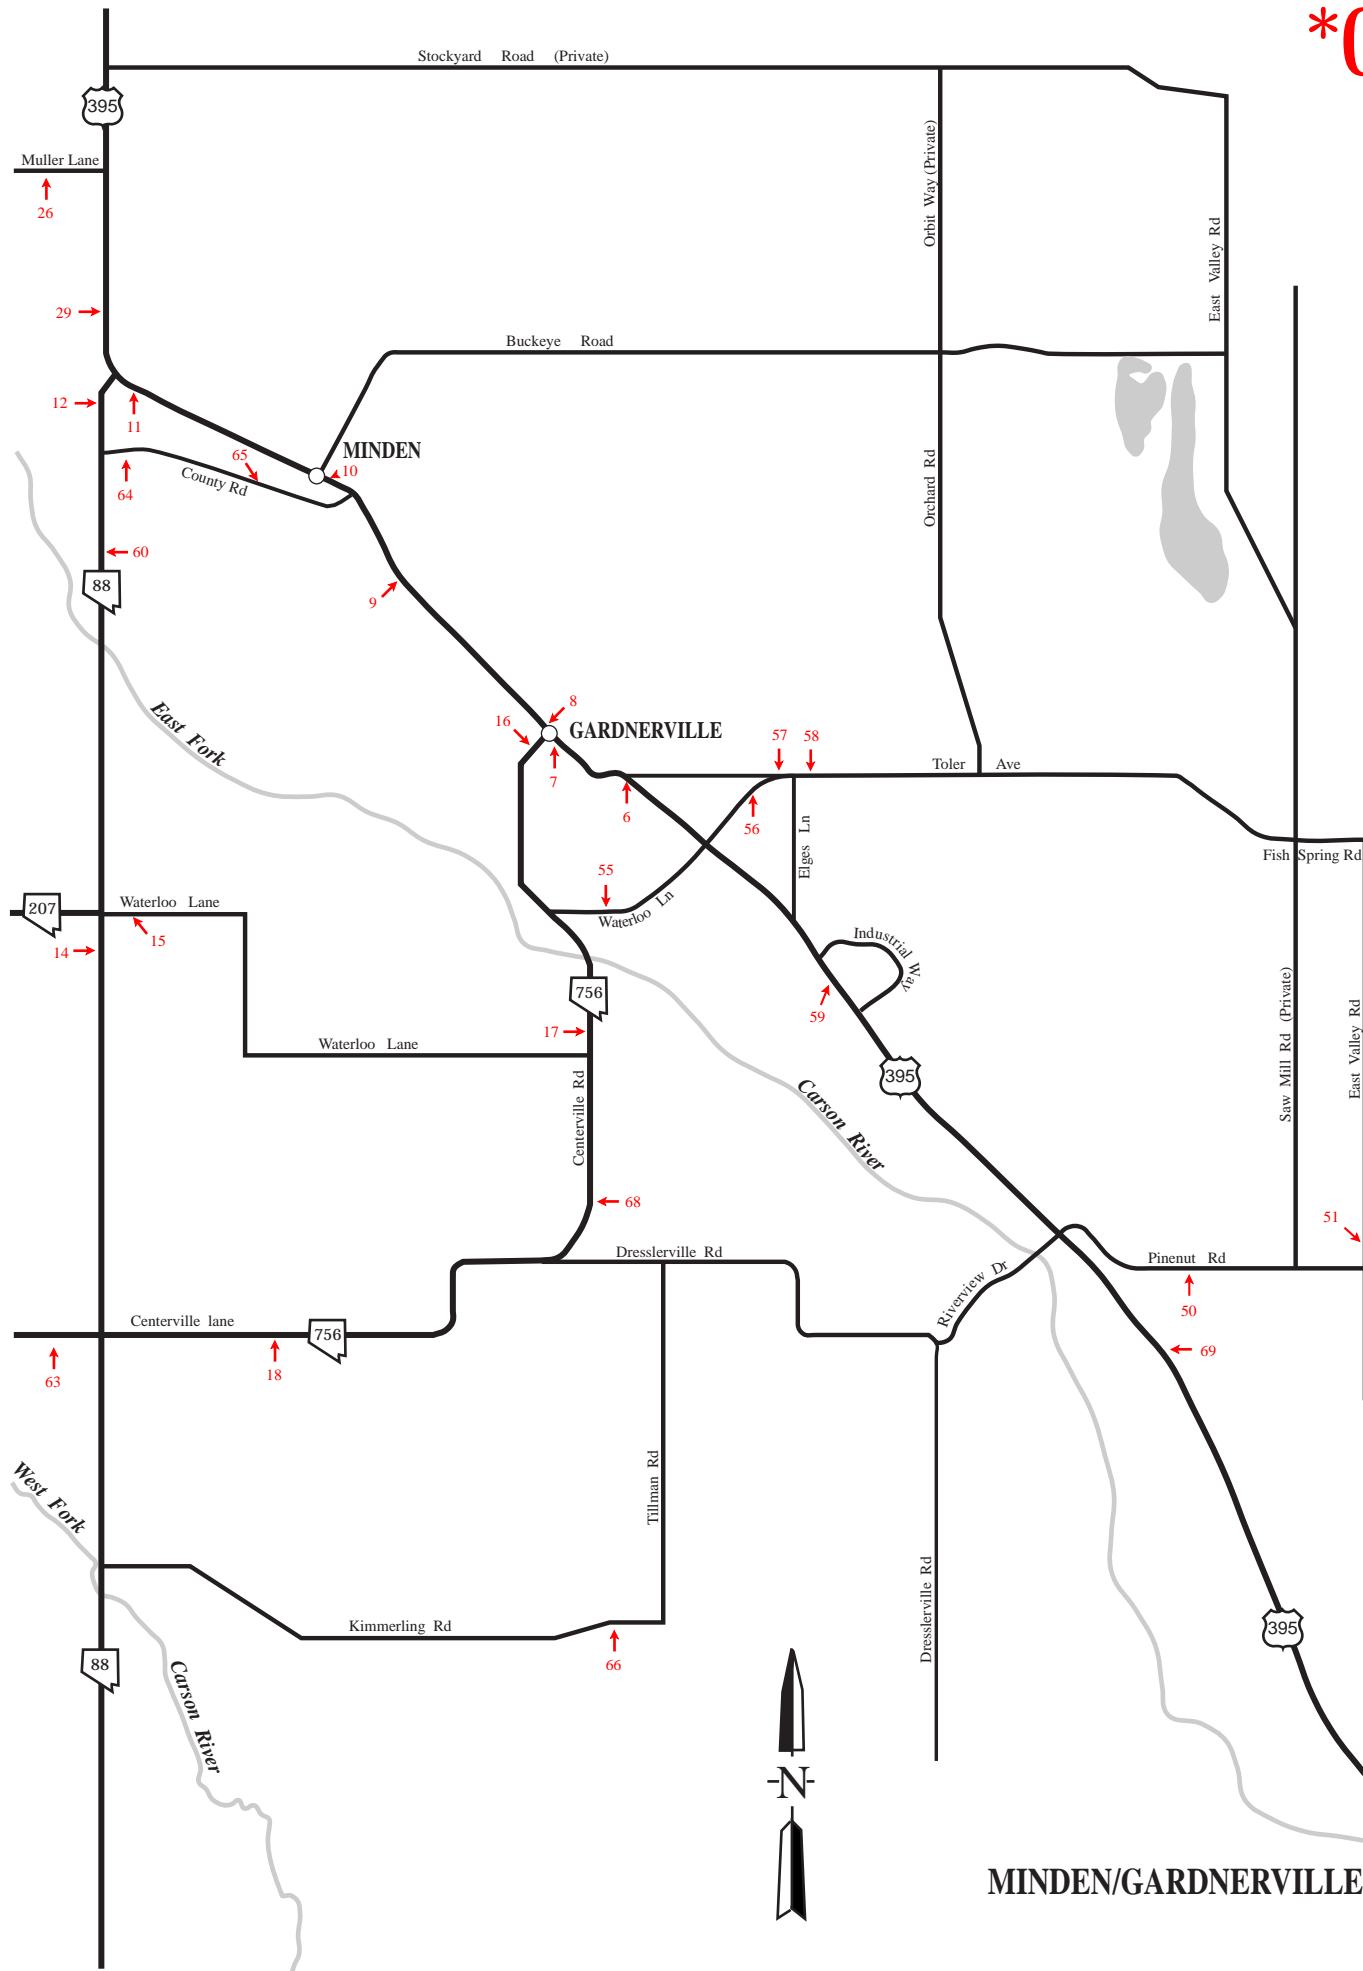 *0
Stockyard Road (Private)
395
Muller Lane
26
Orbit Way (Private)
East Valley Rd
29
Buckeye Road
12
11
MINDEN
65
10
County Rd
64
Orchard Rd
60
88
9
8
16
GARDNERVILLE
East Fork
7
57
58
Toler Ave
6
56
Elges Ln
Fish Spring Rd
55
Waterloo Ln
207
Waterloo Lane
15
14
Industrial Way
756
59
17
Waterloo Lane
Saw Mill Rd (Private)
East Valley Rd
395
Centerville Rd
Carson River
68
51
Dresslerville Rd
Pinenut Rd
Riverview Dr
50
Centerville lane
756
63
18
69
West Fork
Tillman Rd
Dresslerville Rd
Kimmerling Rd
395
88
66
Carson River
N
MINDEN/GARDNERVILLE